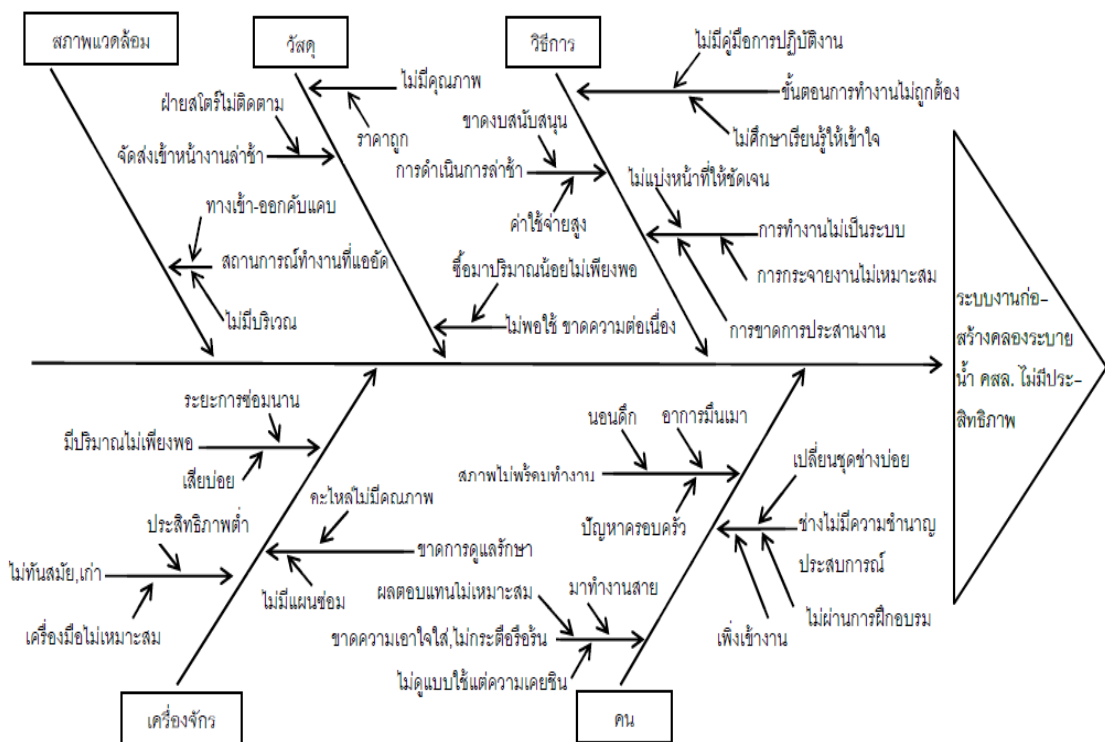 สภาพแวดล้อม
วัสดุ
วิธีการ
ไม่มีคู่มือการปฏิบัติงาน
ไม่มีคุณภาพ
ขั้นตอนการทำงานไม่ถูกต้อง
ฝ่ายสโตร์ไม่ติดตาม
ราคาถูก
ขาดงบสนับสนุน
ไม่ศึกษาเรียนรู้ให้เข้าใจ
จัดส่งเข้าหน้างานล่าช้า
การดำเนินการล่าช้า
ไม่แบ่งหน้าที่ให้ชัดเจน
ทางเข้า-ออกคับแคบ
ค่าใช้จ่ายสูง
การทำงานไม่เป็นระบบ
สถานการณ์ทำงานที่แออัด
ซื้อมาปริมาณน้อยไม่เพียงพอ
การกระจายงานไม่เหมาะสม
ไม่มีบริเวณ
ไม่พอใช้ ขาดความต่อเนื่อง
การขาดการประสานงาน
ระบบงานก่อ-
สร้างคลองระบาย
น้ำ คสล. ไม่มีประ-
สิทธิภาพ
ระยะการซ่อมนาน
มีปริมาณไม่เพียงพอ
เสียบ่อย
นอนดึก
อาการมึนเมา
สภาพไม่พร้อมทำงาน
ปัญหาครอบครัว
เปลี่ยนชุดช่างบ่อย
ช่างไม่มีความชำนาญ
ประสบการณ์
ไม่ผ่านการฝึกอบรม
เพิ่งเข้างาน
อะไหล่ไม่มีคุณภาพ
ประสิทธิภาพต่ำ
ขาดการดูแลรักษา
ไม่ทันสมัย,เก่า
ไม่มีแผนซ่อม
เครื่องมือไม่เหมาะสม
ผลตอบแทนไม่เหมาะสม
มาทำงานสาย
ขาดความเอาใจใส่,ไม่กระตือรือร้น
ไม่ดูแบบใช้แต่ความเคยชิน
เครื่องจักร
คน